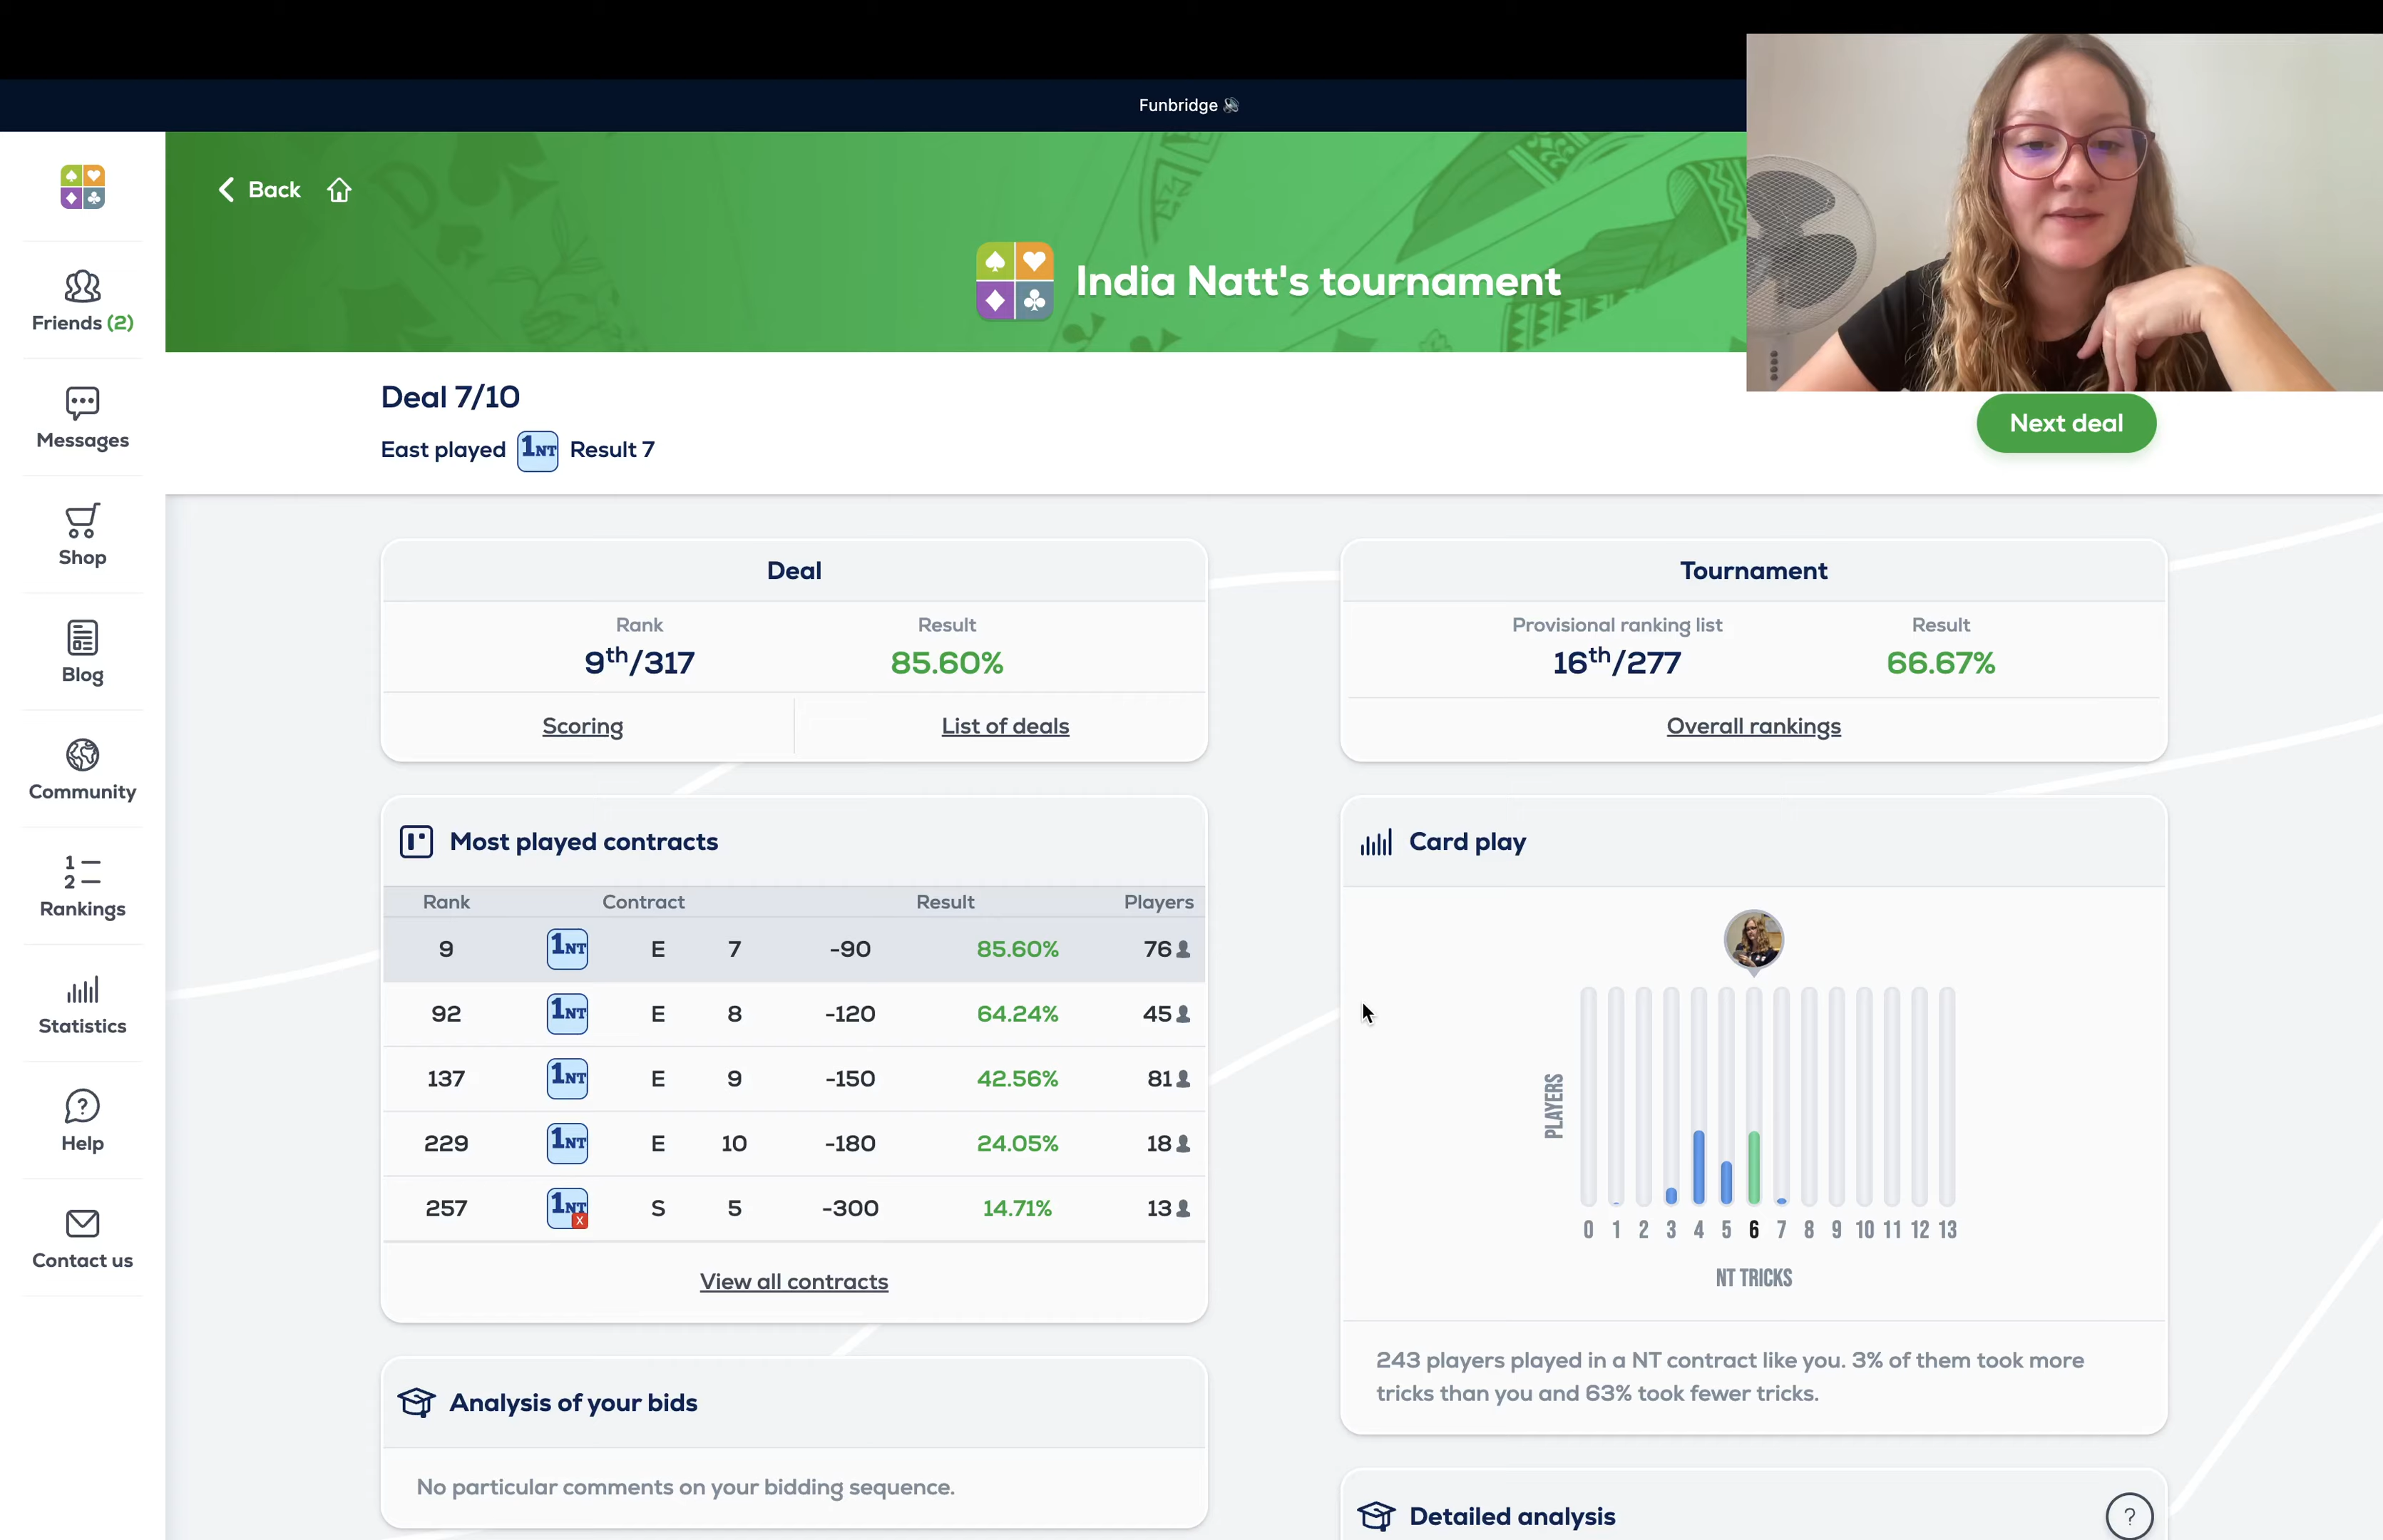 Funbridge
Back
India Natt's tournament
Friends (2)
Messages
Shop
Blog
Community
1
2
Rankings
Statistics
Help
Contact us
Deal 7/10
East played 1NT Result 7
Next deal
Deal
Rank Result
9th/317 85.60%
Scoring List of deals
Tournament
Provisional ranking list Result
16th/277 66.67%
Overall rankings
Most played contracts
Rank Contract Result Players
9 1NT E 7 -90 85.60% 76
92 1NT E 8 -120 64.24% 45
137 1NT E 9 -150 42.56% 81
229 1NT E 10 -180 24.05% 18
257 1NT X S 5 -300 14.71% 13
View all contracts
Analysis of your bids
No particular comments on your bidding sequence.
Card play
PLAYERS
0 1 2 3 4 5 6 7 8 9 10 11 12 13
NT TRICKS
243 players played in a NT contract like you. 3% of them took more
tricks than you and 63% took fewer tricks.
Detailed analysis
?